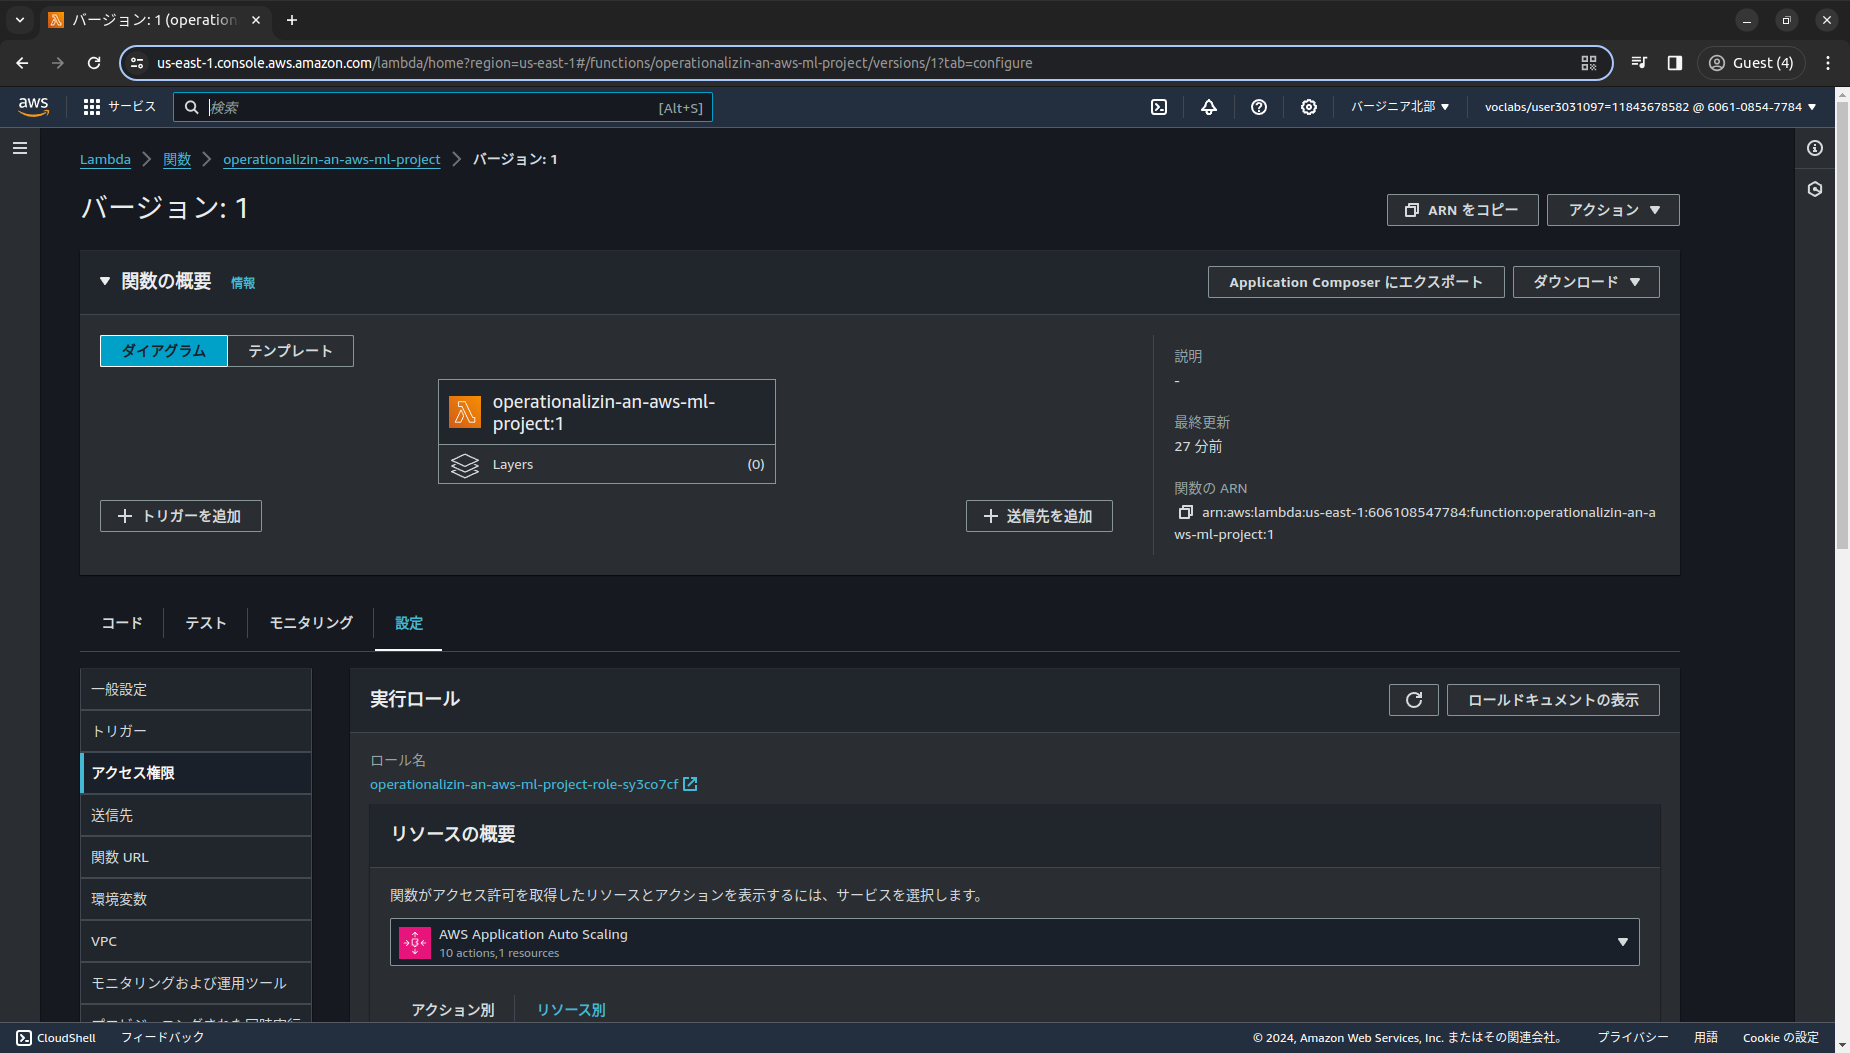 バージョン: 1 (operation
us-east-1.console.aws.amazon.com/lambda/home?region=us-east-1#/functions/operationalizin-an-aws-ml-project/versions/1?tab=configure
Guest (4)
aws
サービス
検索
[Alt+S]
バージニア北部
voclabs/user3031097=11843678582 @ 6061-0854-7784
Lambda
関数
operationalizin-an-aws-ml-project
バージョン: 1
バージョン: 1
ARN をコピー
アクション
関数の概要
情報
Application Composer にエクスポート
ダウンロード
ダイアグラム
テンプレート
operationalizin-an-aws-ml-
project:1
Layers
(0)
トリガーを追加
送信先を追加
説明
-
最終更新
27 分前
関数の ARN
arn:aws:lambda:us-east-1:606108547784:function:operationalizin-an-a
ws-ml-project:1
コード
テスト
モニタリング
設定
一般設定
トリガー
アクセス権限
送信先
関数 URL
環境変数
VPC
モニタリングおよび運用ツール
実行ロール
ロールドキュメントの表示
ロール名
operationalizin-an-aws-ml-project-role-sy3co7cf
リソースの概要
関数がアクセス許可を取得したリソースとアクションを表示するには、サービスを選択します。
AWS Application Auto Scaling
10 actions,1 resources
アクション別
リソース別
CloudShell
フィードバック
© 2024, Amazon Web Services, Inc. またはその関連会社。
プライバシー
用語
Cookie の設定